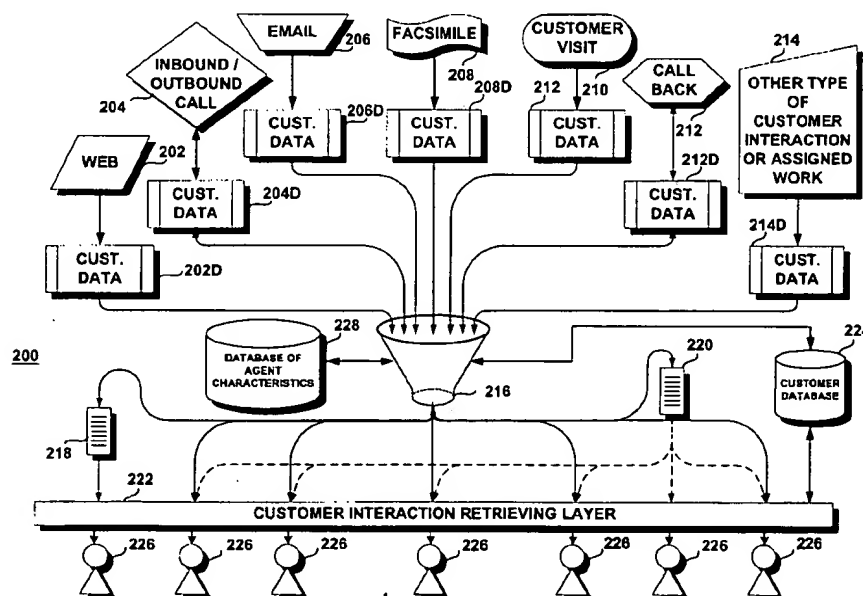 EMAIL
206
FACSIMILE
208
CUSTOMER
VISIT
210
214
INBOUND /
OUTBOUND
CALL
204
CALL
BACK
212
OTHER TYPE
OF
CUSTOMER
INTERACTION
OR ASSIGNED
WORK
WEB
202
CUST.
DATA
206D
CUST.
DATA
208D
212
CUST.
DATA
CUST.
DATA
204D
212D
CUST.
DATA
CUST.
DATA
202D
214D
CUST.
DATA
200
228
DATABASE OF
AGENT
CHARACTERISTICS
216
220
CUSTOMER
DATABASE
218
222
CUSTOMER INTERACTION RETRIEVING LAYER
226
226
226
226
226
226
226